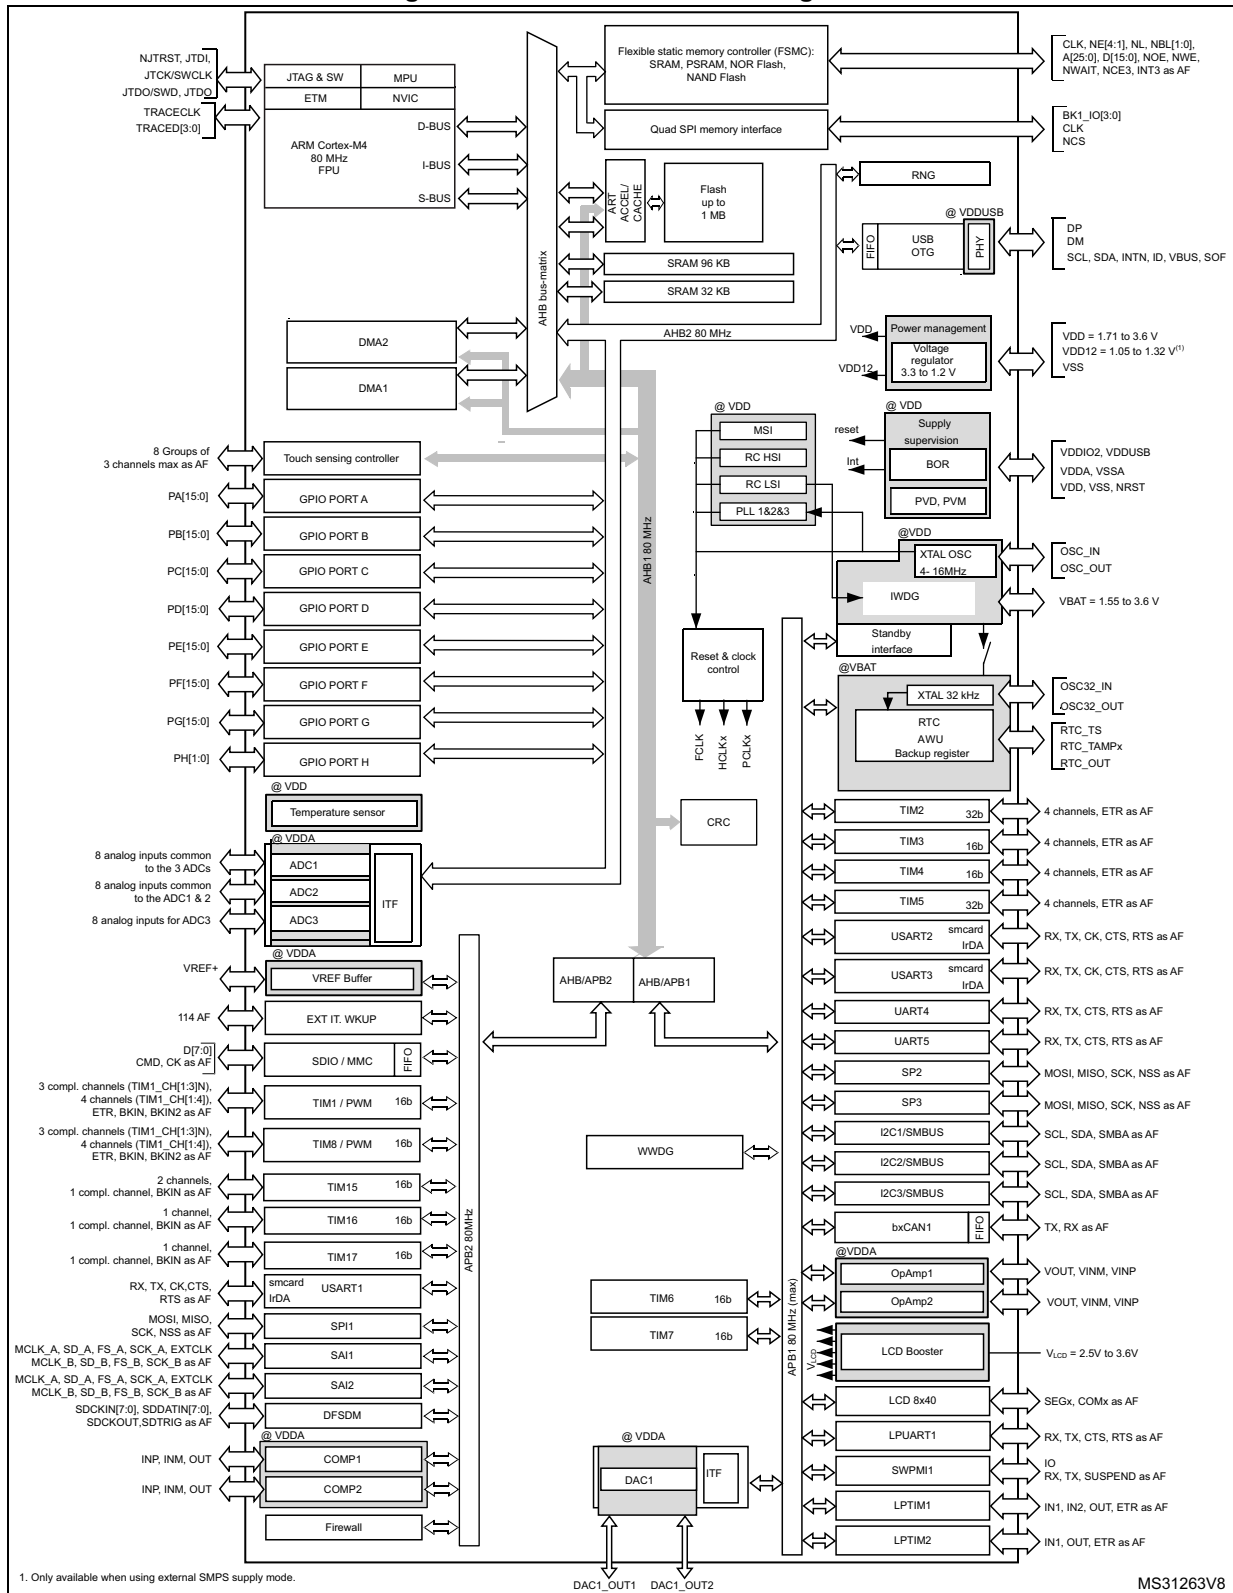 NJTRST, JTDI,
JTCK/SWCLK
JTDO/SWD, JTDO
TRACECLK
TRACED[3:0]
JTAG & SW
MPU
ETM
NVIC
ARM Cortex-M4
80 MHz
FPU
D-BUS
I-BUS
S-BUS
AHB bus-matrix
Flexible static memory controller (FSMC):
SRAM, PSRAM, NOR Flash,
NAND Flash
CLK, NE[4:1], NL, NBL[1:0],
A[25:0], D[15:0], NOE, NWE,
NWAIT, NCE3, INT3 as AF
Quad SPI memory interface
BK1_IO[3:0]
CLK
NCS
ART
ACCEL/
CACHE
Flash
up to
1 MB
RNG
@ VDDUSB
FIFO
USB
OTG
PHY
DP
DM
SCL, SDA, INTN, ID, VBUS, SOF
SRAM 96 KB
SRAM 32 KB
AHB2 80 MHz
DMA2
DMA1
VDD
VDD12
Power management
Voltage
regulator
3.3 to 1.2 V
VDD = 1.71 to 3.6 V
VDD12 = 1.05 to 1.32 V(1)
VSS
@ VDD
MSI
RC HSI
RC LSI
PLL 1&2&3
@ VDD
reset
Int
Supply
supervision
BOR
PVD, PVM
VDDIO2, VDDUSB
VDDA, VSSA
VDD, VSS, NRST
8 Groups of
3 channels max as AF
Touch sensing controller
PA[15:0]
GPIO PORT A
PB[15:0]
GPIO PORT B
PC[15:0]
GPIO PORT C
PD[15:0]
GPIO PORT D
PE[15:0]
GPIO PORT E
PF[15:0]
GPIO PORT F
PG[15:0]
GPIO PORT G
PH[1:0]
GPIO PORT H
AHB1 80 MHz
@VDD
XTAL OSC
4- 16MHz
IWDG
OSC_IN
OSC_OUT
VBAT = 1.55 to 3.6 V
Standby
interface
Reset & clock
control
FCLK
HCLKx
PCLKx
@VBAT
XTAL 32 kHz
RTC
AWU
Backup register
OSC32_IN
OSC32_OUT
RTC_TS
RTC_TAMPx
RTC_OUT
@ VDD
Temperature sensor
@ VDDA
8 analog inputs common
to the 3 ADCs
8 analog inputs common
to the ADC1 & 2
8 analog inputs for ADC3
ADC1
ADC2
ADC3
ITF
CRC
TIM2
32b
4 channels, ETR as AF
TIM3
16b
4 channels, ETR as AF
TIM4
16b
4 channels, ETR as AF
TIM5
32b
4 channels, ETR as AF
USART2
smcard
IrDA
RX, TX, CK, CTS, RTS as AF
USART3
smcard
IrDA
RX, TX, CK, CTS, RTS as AF
UART4
RX, TX, CTS, RTS as AF
UART5
RX, TX, CTS, RTS as AF
SP2
MOSI, MISO, SCK, NSS as AF
SP3
MOSI, MISO, SCK, NSS as AF
I2C1/SMBUS
SCL, SDA, SMBA as AF
I2C2/SMBUS
SCL, SDA, SMBA as AF
I2C3/SMBUS
SCL, SDA, SMBA as AF
bxCAN1
FIFO
TX, RX as AF
@VDDA
OpAmp1
VOUT, VINM, VINP
OpAmp2
VOUT, VINM, VINP
VLCD
LCD Booster
VLCD = 2.5V to 3.6V
LCD 8x40
SEGx, COMx as AF
LPUART1
RX, TX, CTS, RTS as AF
SWPMI1
IO
RX, TX, SUSPEND as AF
LPTIM1
IN1, IN2, OUT, ETR as AF
LPTIM2
IN1, OUT, ETR as AF
AHB/APB2
AHB/APB1
APB1 80 MHz (max)
APB2 80MHz
WWDG
TIM6
16b
TIM7
16b
@ VDDA
DAC1
ITF
DAC1_OUT1
DAC1_OUT2
@ VDDA
VREF+
VREF Buffer
114 AF
EXT IT. WKUP
D[7:0]
CMD, CK as AF
SDIO / MMC
FIFO
3 compl. channels (TIM1_CH[1:3]N),
4 channels (TIM1_CH[1:4]),
ETR, BKIN, BKIN2 as AF
TIM1 / PWM
16b
3 compl. channels (TIM1_CH[1:3]N),
4 channels (TIM1_CH[1:4]),
ETR, BKIN, BKIN2 as AF
TIM8 / PWM
16b
2 channels,
1 compl. channel, BKIN as AF
TIM15
16b
1 channel,
1 compl. channel, BKIN as AF
TIM16
16b
1 channel,
1 compl. channel, BKIN as AF
TIM17
16b
RX, TX, CK,CTS,
RTS as AF
smcard
IrDA
USART1
MOSI, MISO,
SCK, NSS as AF
SPI1
MCLK_A, SD_A, FS_A, SCK_A, EXTCLK
MCLK_B, SD_B, FS_B, SCK_B as AF
SAI1
MCLK_A, SD_A, FS_A, SCK_A, EXTCLK
MCLK_B, SD_B, FS_B, SCK_B as AF
SAI2
SDCKIN[7:0], SDDATIN[7:0],
SDCKOUT,SDTRIG as AF
DFSDM
@ VDDA
INP, INM, OUT
COMP1
INP, INM, OUT
COMP2
Firewall
1. Only available when using external SMPS supply mode.
MS31263V8